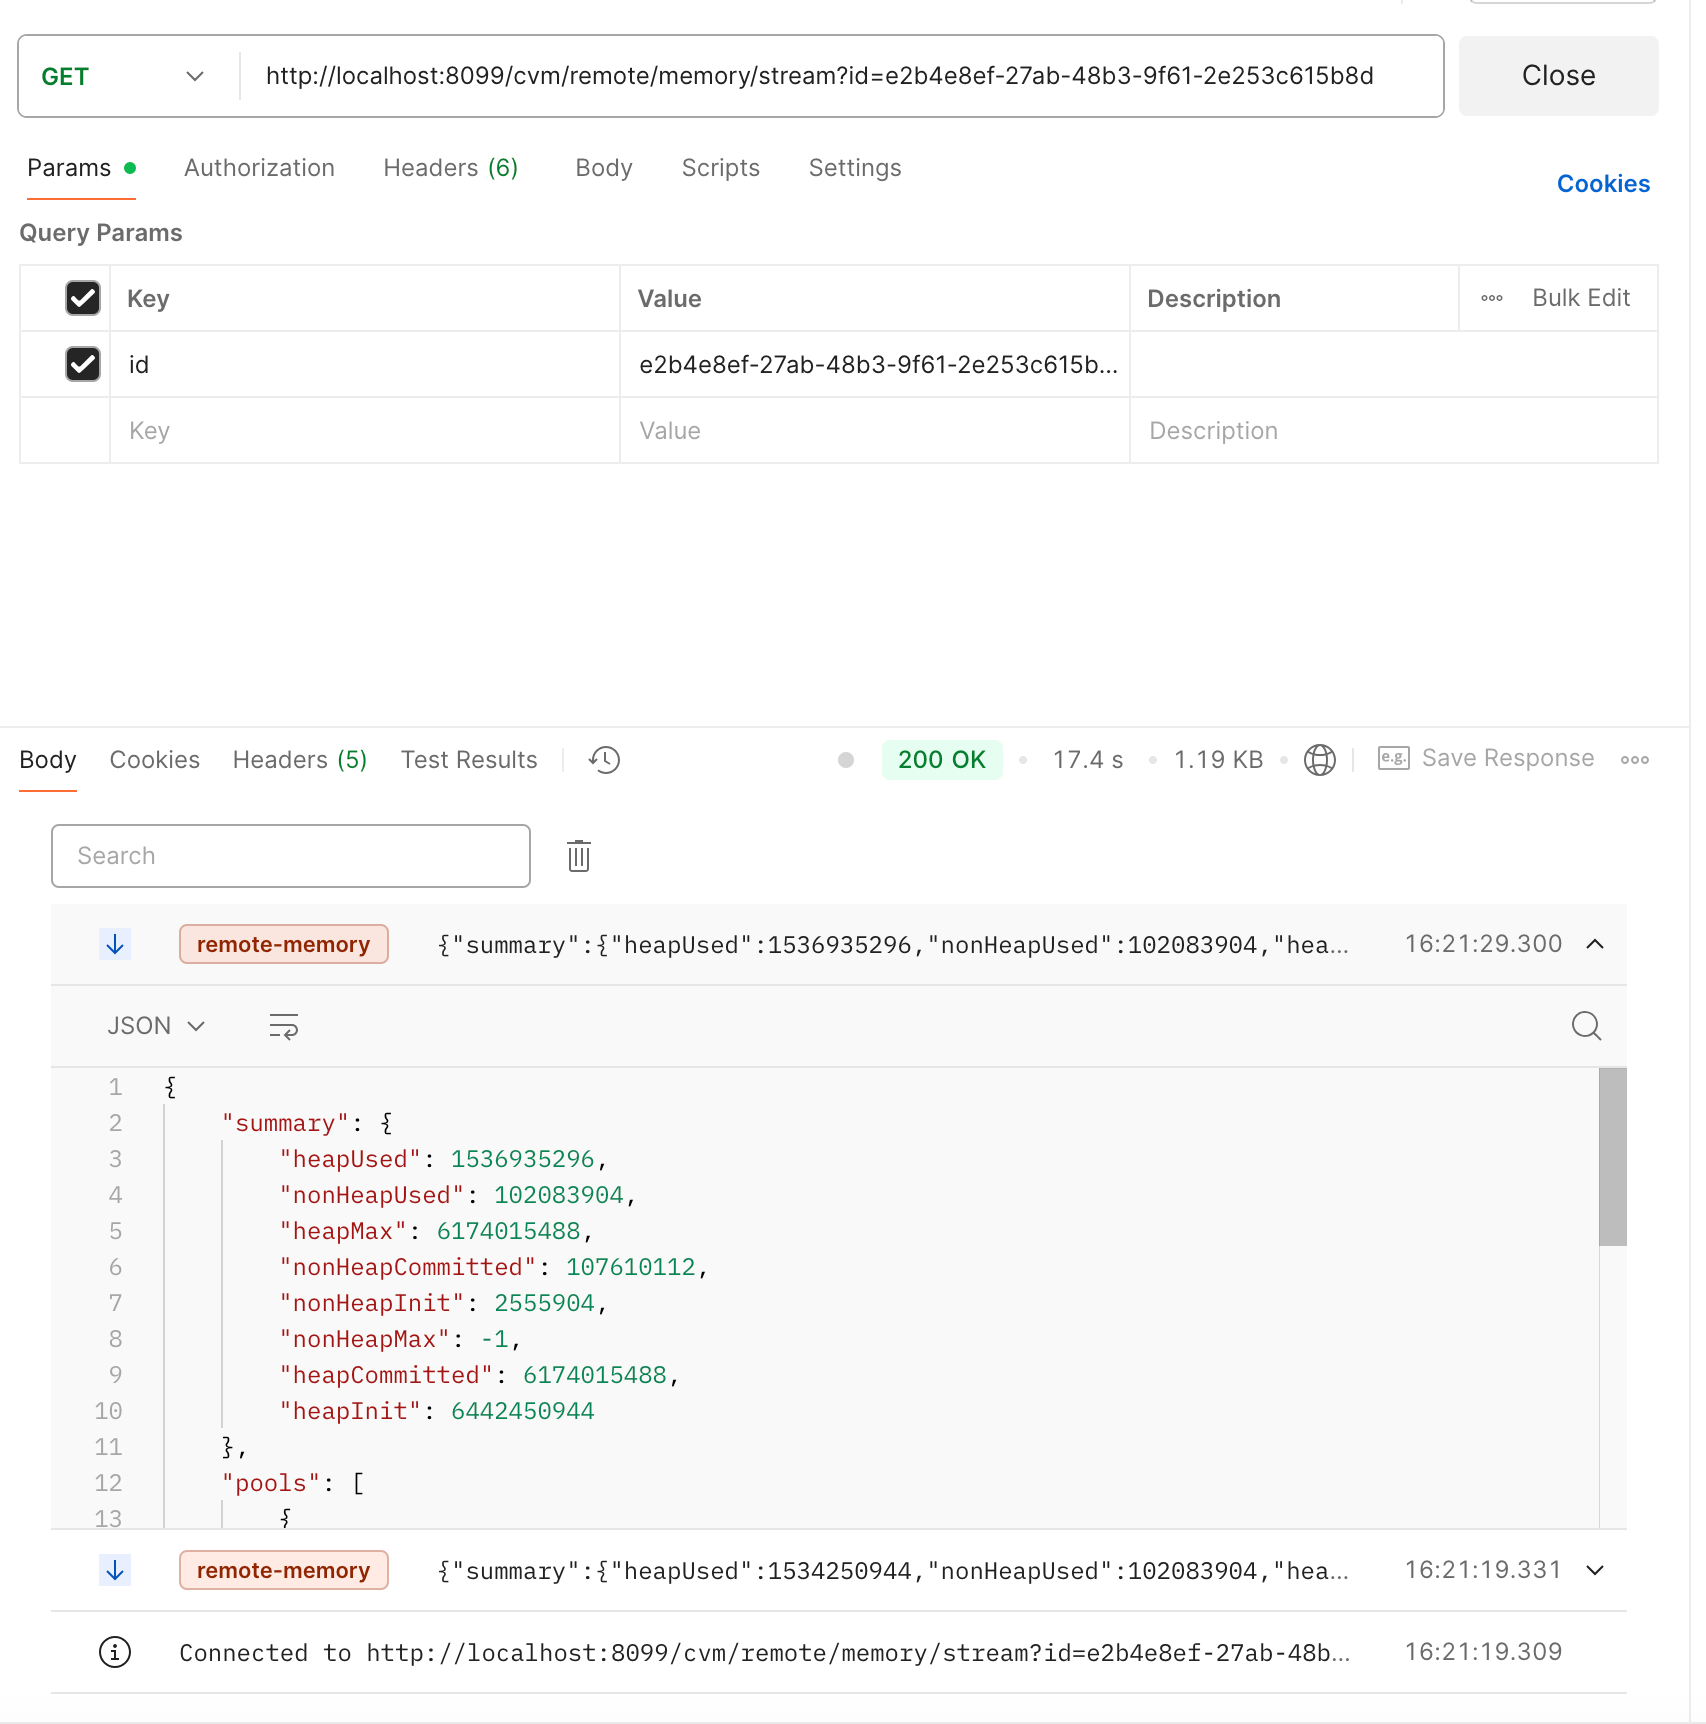 GET
http://localhost:8099/cvm/remote/memory/stream?id=e2b4e8ef-27ab-48b3-9f61-2e253c615b8d
Close
Params
Authorization
Headers (6)
Body
Scripts
Settings
Cookies
Query Params
Key
Value
Description
Bulk Edit
id
e2b4e8ef-27ab-48b3-9f61-2e253c615b...
Key
Value
Description
Body
Cookies
Headers (5)
Test Results
200 OK
17.4 s
1.19 KB
e.g.
Save Response
Search
remote-memory
{"summary":{"heapUsed":1536935296,"nonHeapUsed":102083904,"hea...
16:21:29.300
JSON
1 {
2 "summary": {
3 "heapUsed": 1536935296,
4 "nonHeapUsed": 102083904,
5 "heapMax": 6174015488,
6 "nonHeapCommitted": 107610112,
7 "nonHeapInit": 2555904,
8 "nonHeapMax": -1,
9 "heapCommitted": 6174015488,
10 "heapInit": 6442450944
11 },
12 "pools": [
13 {
remote-memory
{"summary":{"heapUsed":1534250944,"nonHeapUsed":102083904,"hea...
16:21:19.331
Connected to http://localhost:8099/cvm/remote/memory/stream?id=e2b4e8ef-27ab-48b...
16:21:19.309